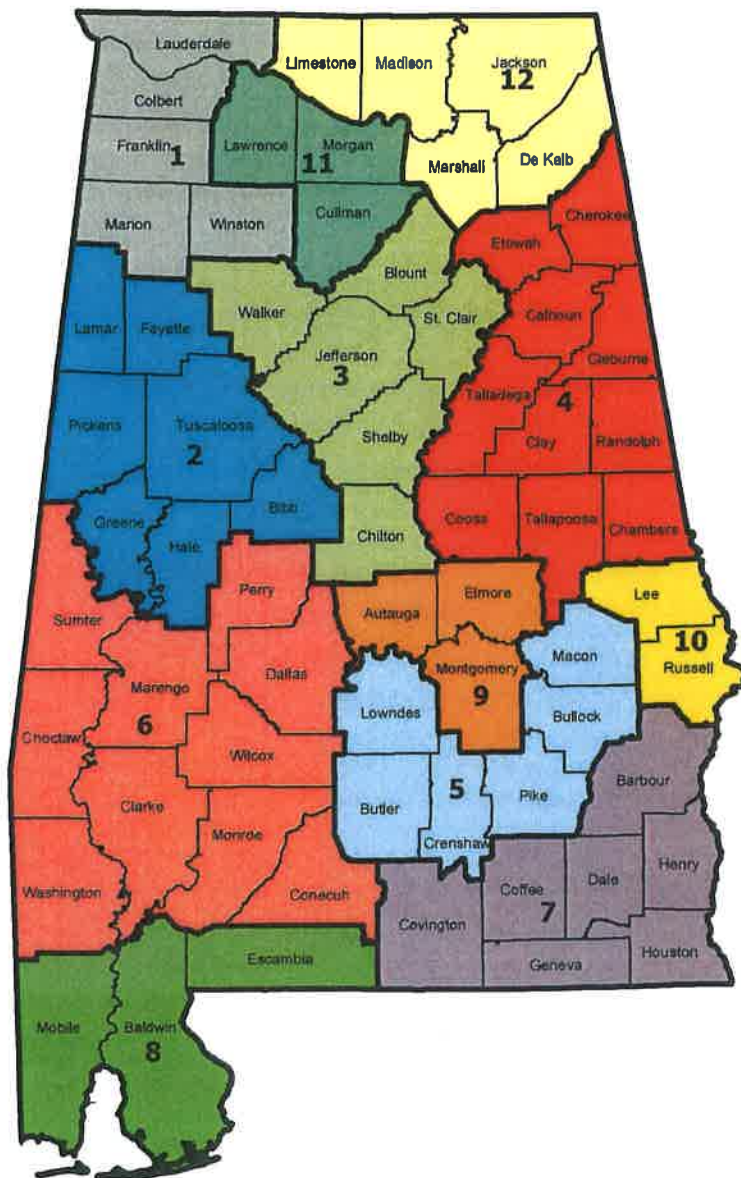 Lauderdale
Limestone
Madison
Jackson
12
Colbert
Franklin
1
Lawrence
Morgan
11
Marshall
De Kalb
Marion
Winston
Cullman
Cherokee
Etowah
Blount
Lamar
Fayette
Walker
St. Clair
Calhoun
Cleburne
Jefferson
3
Talladega
4
Pickens
Tuscaloosa
2
Shelby
Clay
Randolph
Greene
Hale
Bibb
Chilton
Coosa
Tallapoosa
Chambers
Sumter
Perry
Autauga
Elmore
Lee
10
Russell
Marengo
6
Dallas
Montgomery
9
Macon
Choctaw
Lowndes
Bullock
Wilcox
Clarke
Butler
5
Crenshaw
Pike
Barbour
Monroe
Washington
Conecuh
Covington
Coffee
7
Dale
Henry
Escambia
Geneva
Houston
Mobile
Baldwin
8